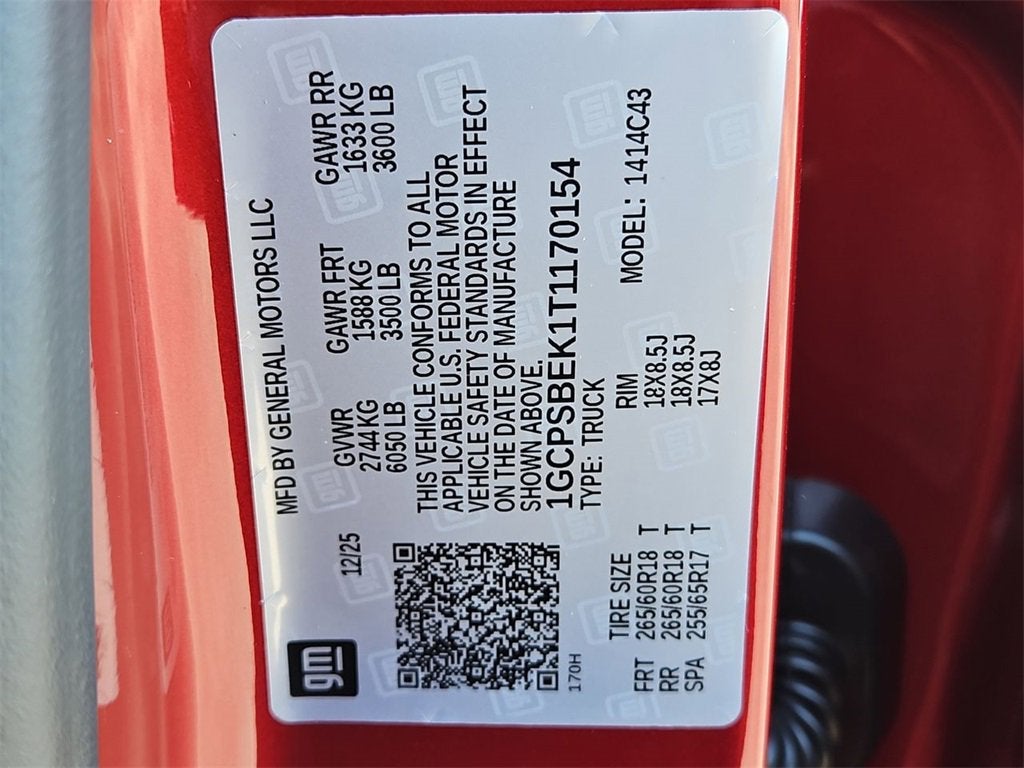 gm
MFD BY GENERAL MOTORS LLC
12/25
GVWR GAWR FRT GAWR RR
2744 KG 1588 KG 1633 KG
6050 LB 3500 LB 3600 LB
THIS VEHICLE CONFORMS TO ALL
APPLICABLE U.S. FEDERAL MOTOR
VEHICLE SAFETY STANDARDS IN EFFECT
ON THE DATE OF MANUFACTURE
SHOWN ABOVE.
1GCPSBEK1T1170154
170H
TYPE: TRUCK
MODEL: 1414C43
TIRE SIZE RIM
FRT 265/60R18 T 18X8.5J
RR 265/60R18 T 18X8.5J
SPA 255/65R17 T 17X8J